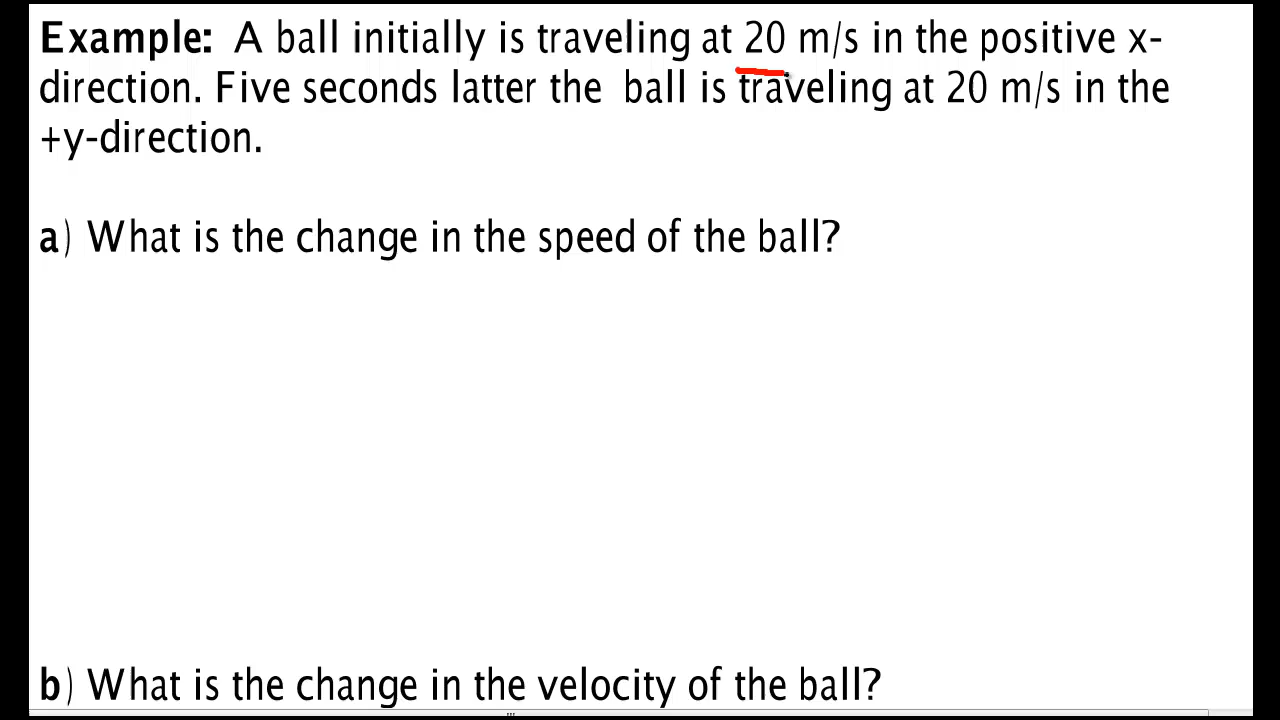 Example: A ball initially is traveling at 20 m/s in the positive x-
direction. Five seconds latter the ball is traveling at 20 m/s in the
+y-direction.
a) What is the change in the speed of the ball?
b) What is the change in the velocity of the ball?